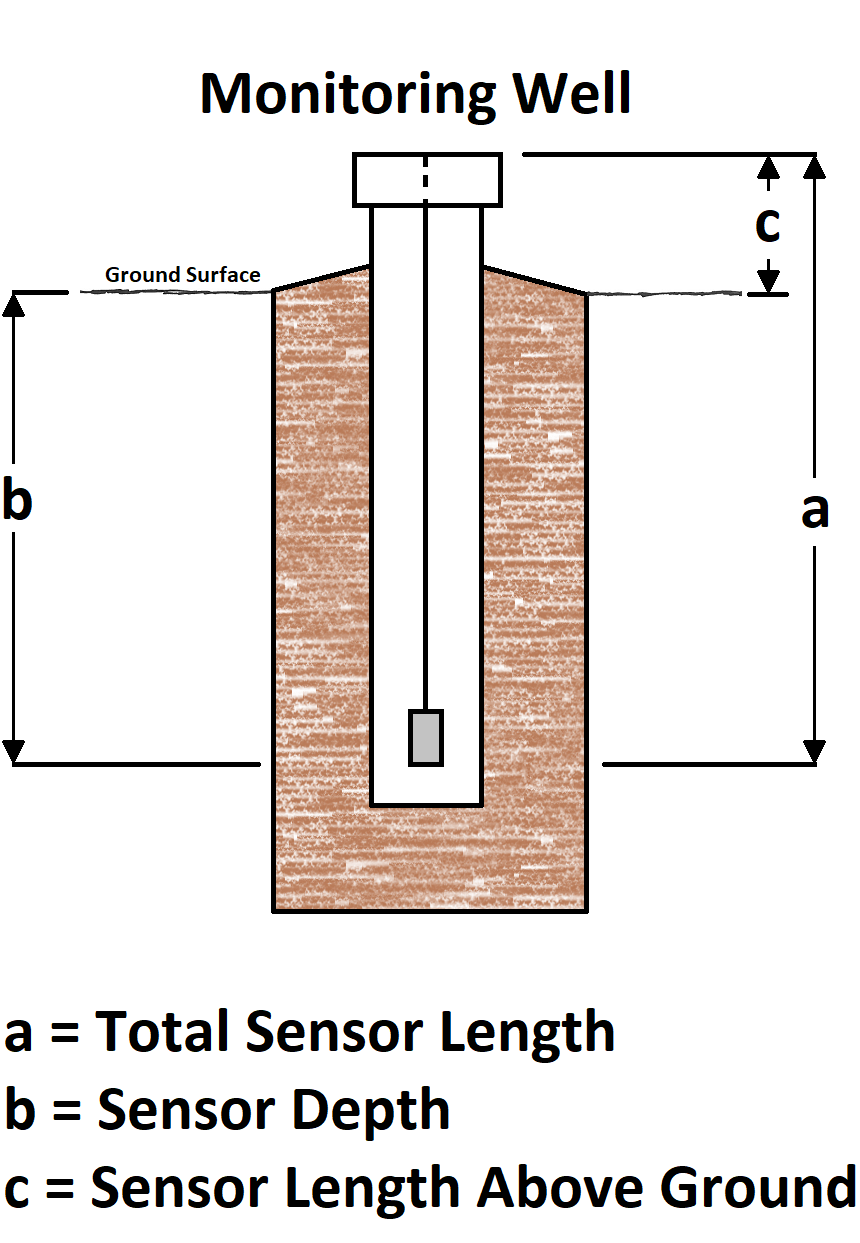 Monitoring Well
Ground Surface
c
b
a
a = Total Sensor Length
b = Sensor Depth
c = Sensor Length Above Ground